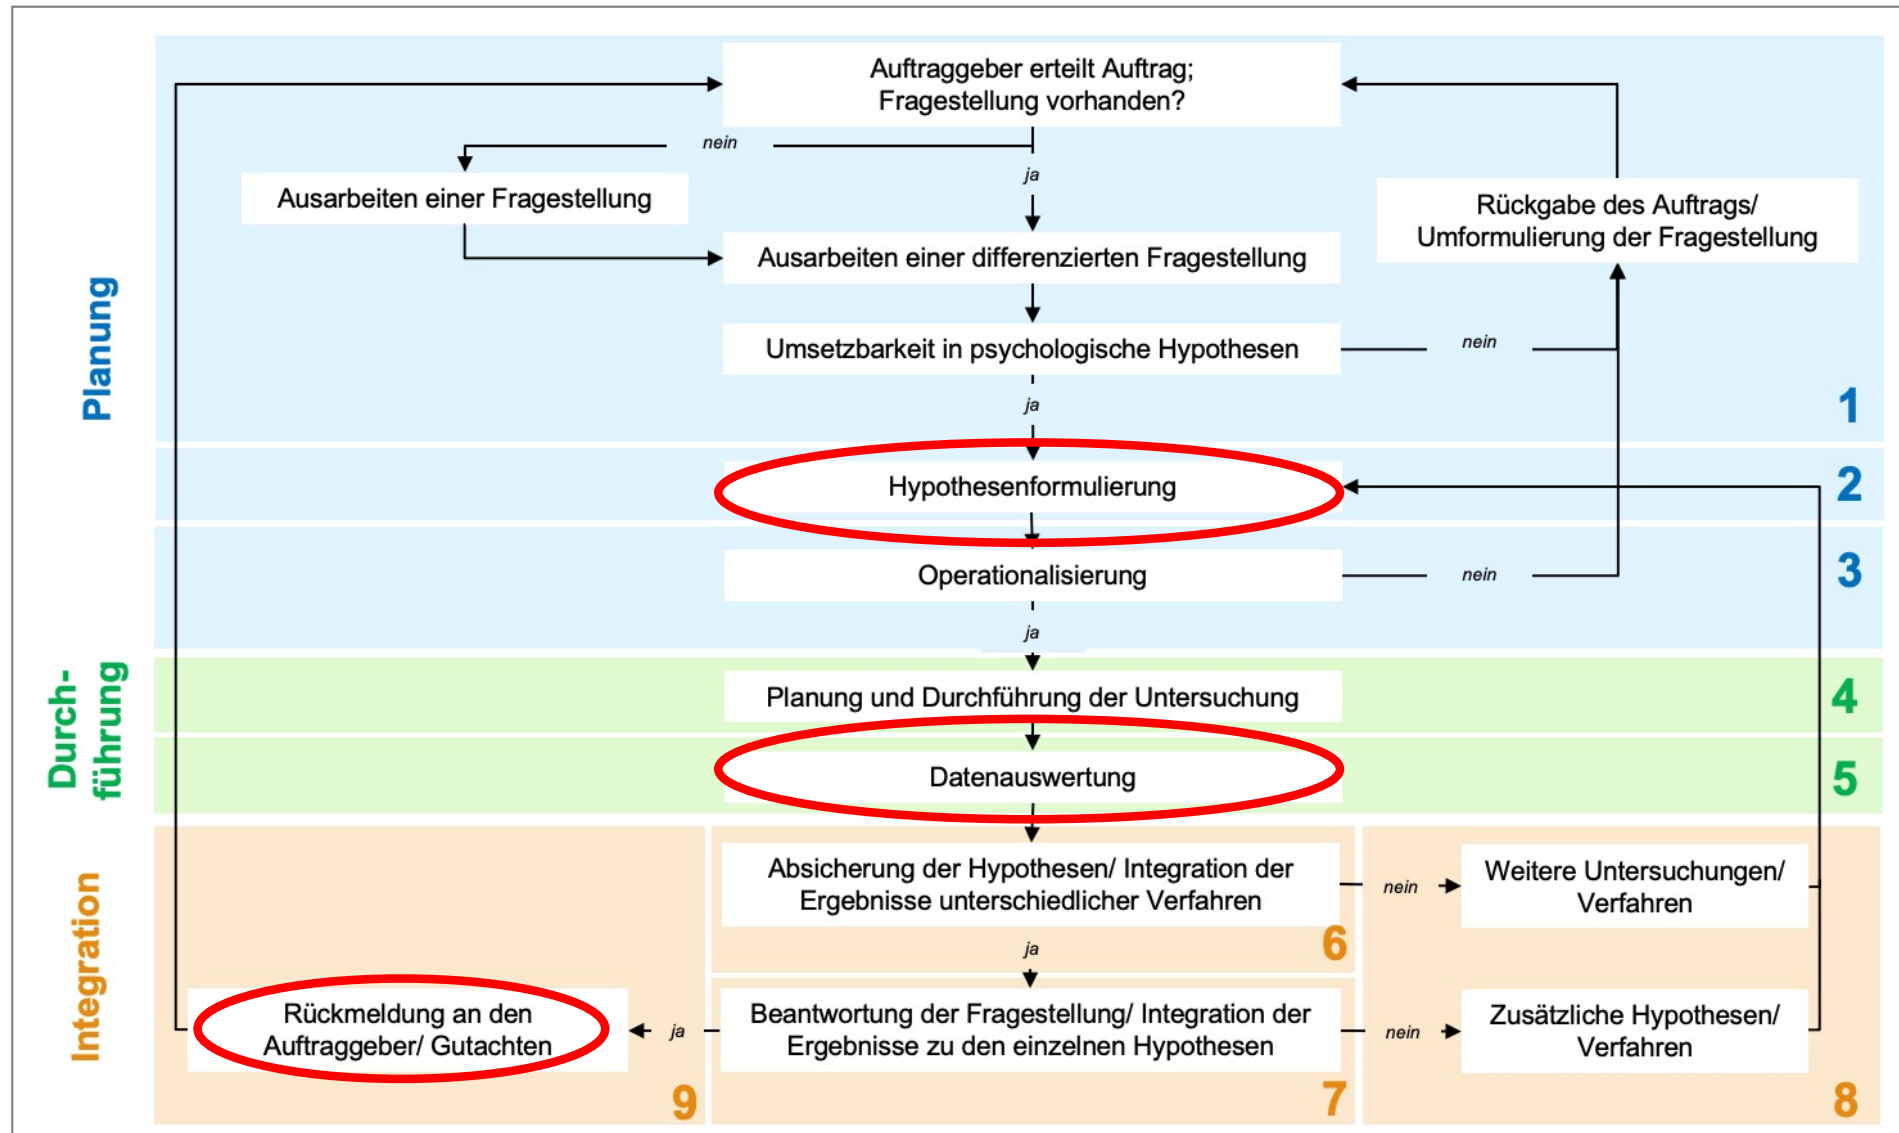 Auftraggeber erteilt Auftrag;
Fragestellung vorhanden?
nein
ja
Ausarbeiten einer Fragestellung
Rückgabe des Auftrags/
Umformulierung der Fragestellung
Ausarbeiten einer differenzierten Fragestellung
Umsetzbarkeit in psychologische Hypothesen
nein
ja
Planung
1
Hypothesenformulierung
2
Operationalisierung
nein
3
ja
Durch-
führung
Planung und Durchführung der Untersuchung
4
Datenauswertung
5
Integration
Absicherung der Hypothesen/ Integration der
Ergebnisse unterschiedlicher Verfahren
nein
Weitere Untersuchungen/
Verfahren
6
ja
Rückmeldung an den
Auftraggeber/ Gutachten
ja
Beantwortung der Fragestellung/ Integration der
Ergebnisse zu den einzelnen Hypothesen
nein
Zusätzliche Hypothesen/
Verfahren
9
7
8